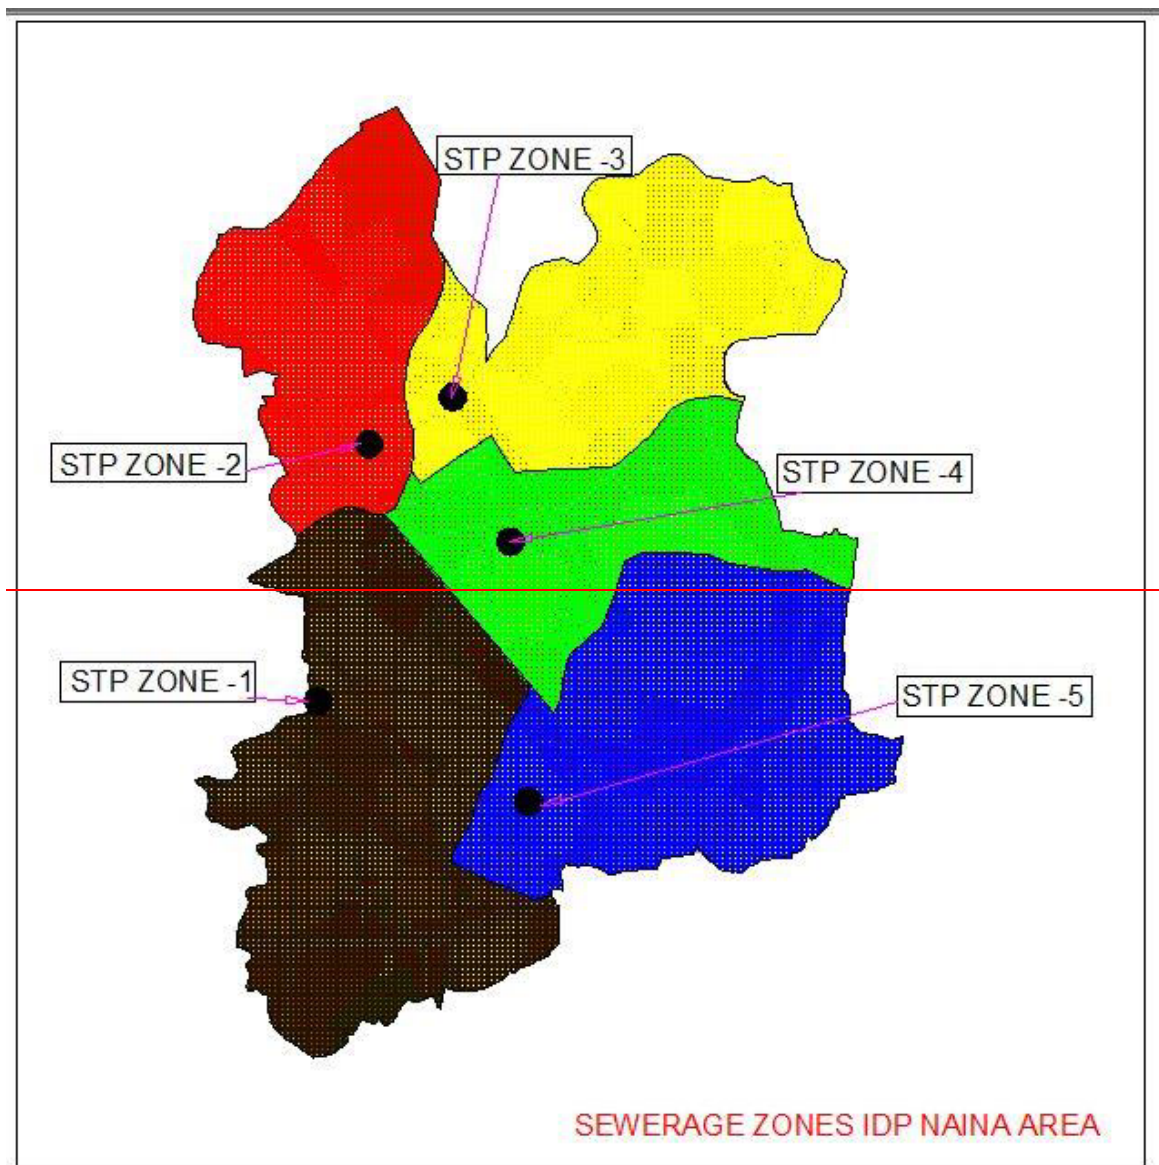 STP ZONE -3
STP ZONE -2
STP ZONE -4
STP ZONE -1
STP ZONE -5
SEWERAGE ZONES IDP NAINA AREA